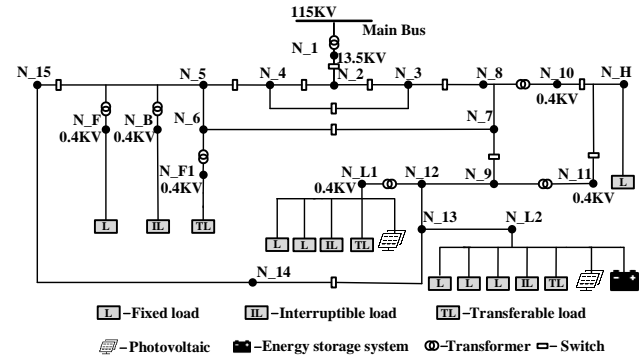 115KV
Main Bus
N_1
13.5KV
N_15 N_5 N_4 N_2 N_3 N_8 N_10 N_H
0.4KV
N_F N_B N_6 N_7
0.4KV 0.4KV
N_F1 N_L1 N_12 N_9 N_11
0.4KV 0.4KV 0.4KV
L IL TL L L IL TL L
N_13 N_L2
N_14
L L L IL TL
L –Fixed load IL –Interruptible load TL –Transferable load
–Photovoltaic –Energy storage system –Transformer –Switch